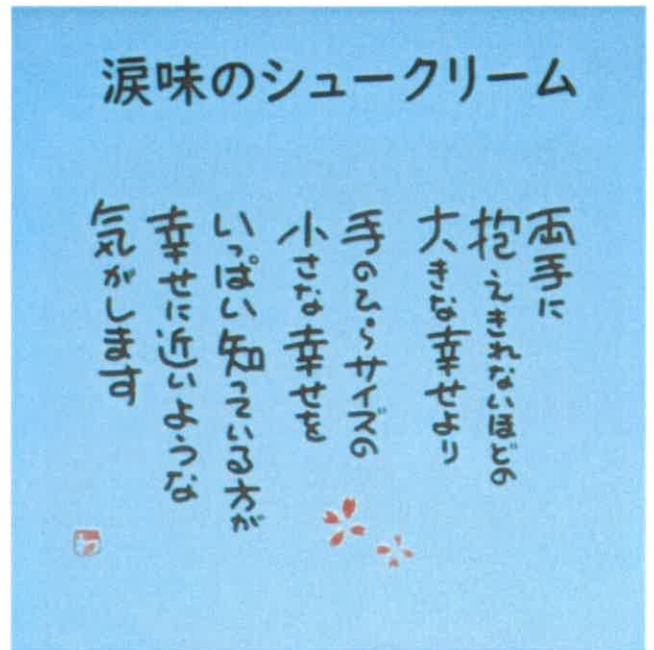 涙味のシュークリーム
両手に
抱えきれないほどの
大きな幸せより
手のひらサイズの
小さな幸せを
いっぱい知っている方が
幸せに近いような
気がします